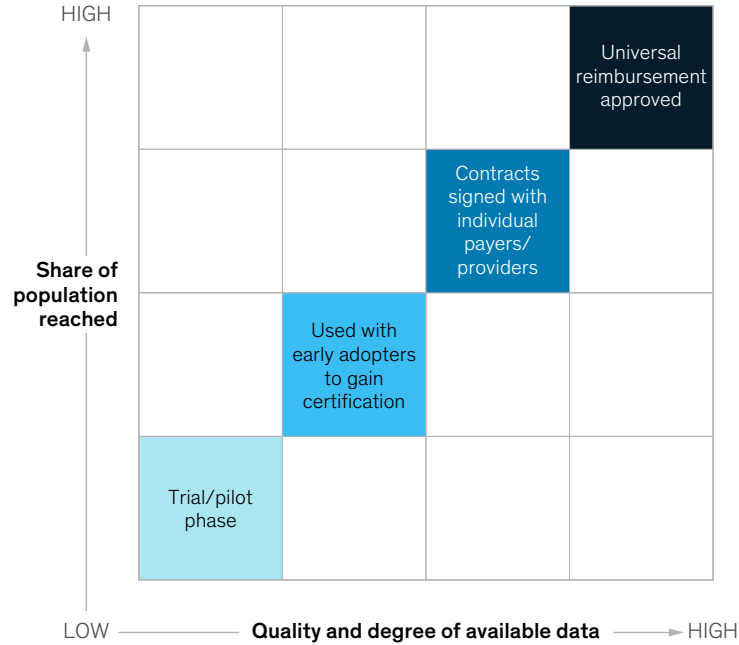 HIGH
Universal
reimbursement
approved
Contracts
signed with
individual
payers/
providers
Share of
population
reached
Used with
early adopters
to gain
certification
Trial/pilot
phase
LOW
Quality and degree of available data
HIGH